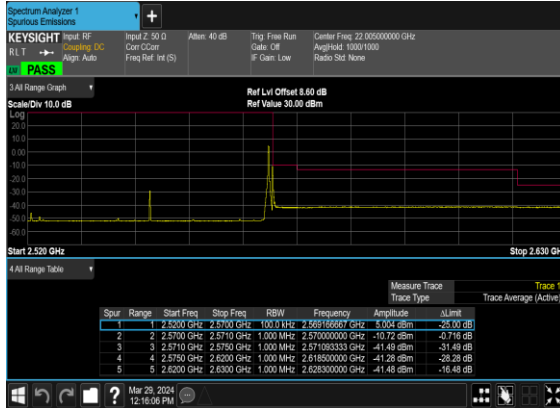 Spectrum Analyzer 1
Spurious Emissions
KEYSIGHT Input: RF Input Z: 50 Ω Atten: 40 dB Trig: Free Run Center Freq: 22.005000000 GHz
RLT Coupling: DC Corr CCorr Gate: Off Avg|Hold: 1000/1000
Align: Auto Freq Ref: Int (S) IF Gain: Low Radio Std: None
PASS
3 All Range Graph Ref Lvl Offset 8.60 dB
Scale/Div 10.0 dB Ref Value 30.00 dBm
Log
20.0
10.0
0.00
-10.0
-20.0
-30.0
-40.0
-50.0
-60.0
Start 2.520 GHz Stop 2.630 GH
4 All Range Table
Measure Trace Trace 1
Trace Type Trace Average (Active)
Spur Range Start Freq Stop Freq RBW Frequency Amplitude ΔLimit
1 1 2.5200 GHz 2.5700 GHz 100.0 kHz 2.569166667 GHz 5.004 dBm -25.00 dB
2 2 2.5700 GHz 2.5710 GHz 1.000 MHz 2.570000000 GHz -10.72 dBm -0.716 dB
3 3 2.5710 GHz 2.5750 GHz 1.000 MHz 2.571093333 GHz -41.49 dBm -31.49 dB
4 4 2.5750 GHz 2.6200 GHz 1.000 MHz 2.618500000 GHz -41.28 dBm -28.28 dB
5 5 2.6200 GHz 2.6300 GHz 1.000 MHz 2.628300000 GHz -41.48 dBm -16.48 dB
Mar 29, 2024
12:16:06 PM